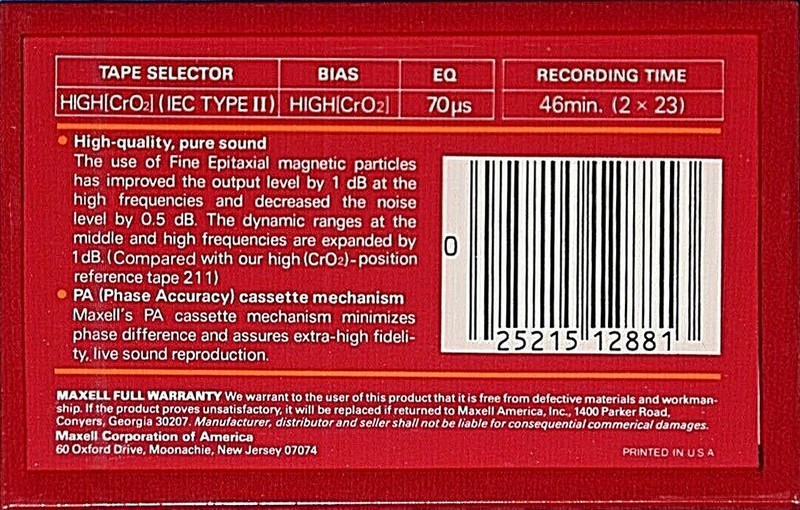 TAPE SELECTOR BIAS EQ RECORDING TIME
HIGH[CrO₂] (IEC TYPE II) HIGH[CrO₂] 70µs 46min. (2 × 23)
• High-quality, pure sound
The use of Fine Epitaxial magnetic particles
has improved the output level by 1 dB at the
high frequencies and decreased the noise
level by 0.5 dB. The dynamic ranges at the
middle and high frequencies are expanded by
1dB. (Compared with our high (CrO₂)-position
reference tape 211)
• PA (Phase Accuracy) cassette mechanism
Maxell's PA cassette mechanism minimizes
phase difference and assures extra-high fideli-
ty, live sound reproduction.
0
25215 12881
MAXELL FULL WARRANTY We warrant to the user of this product that it is free from defective materials and workman-
ship. If the product proves unsatisfactory, it will be replaced if returned to Maxell America, Inc., 1400 Parker Road,
Conyers, Georgia 30207. Manufacturer, distributor and seller shall not be liable for consequential commerical damages.
Maxell Corporation of America
60 Oxford Drive, Moonachie, New Jersey 07074
PRINTED IN U S A